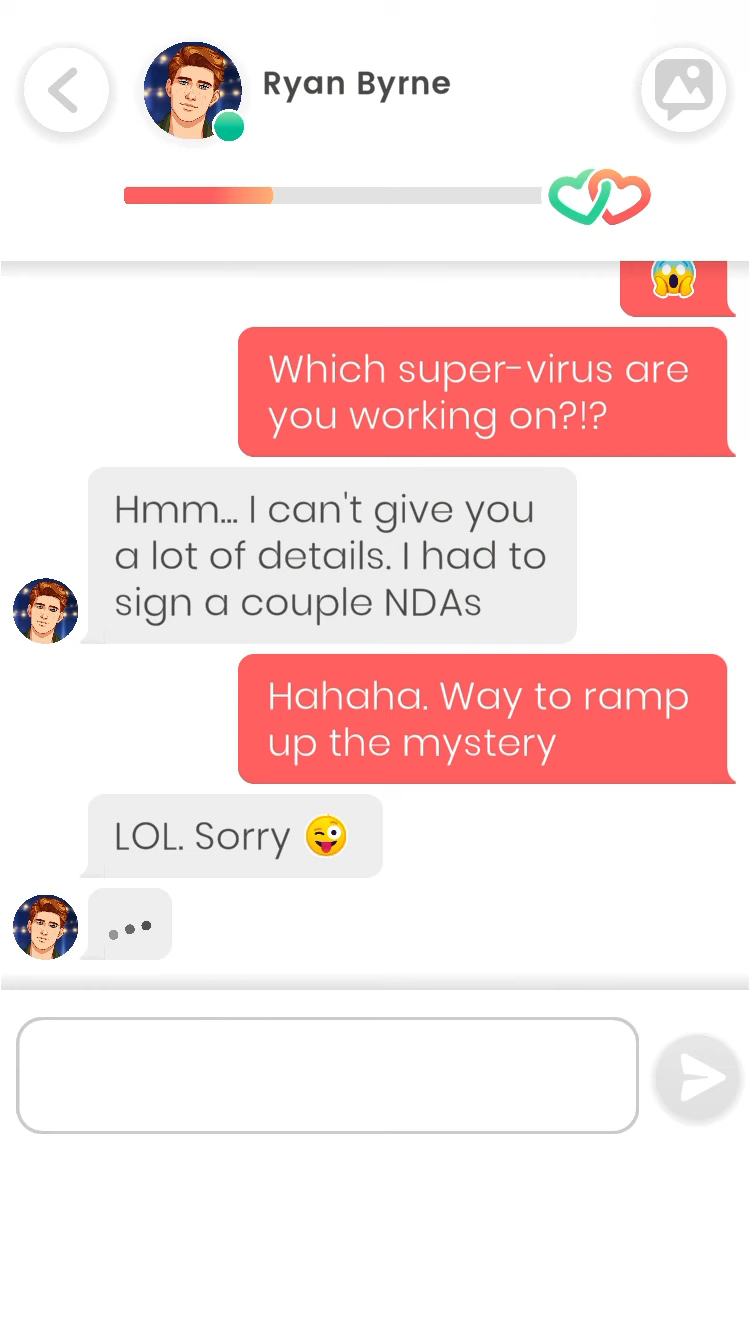 Ryan Byrne
Which super-virus are
you working on?!?
Hmm... I can't give you
a lot of details. I had to
sign a couple NDAs
Hahaha. Way to ramp
up the mystery
LOL. Sorry 😜